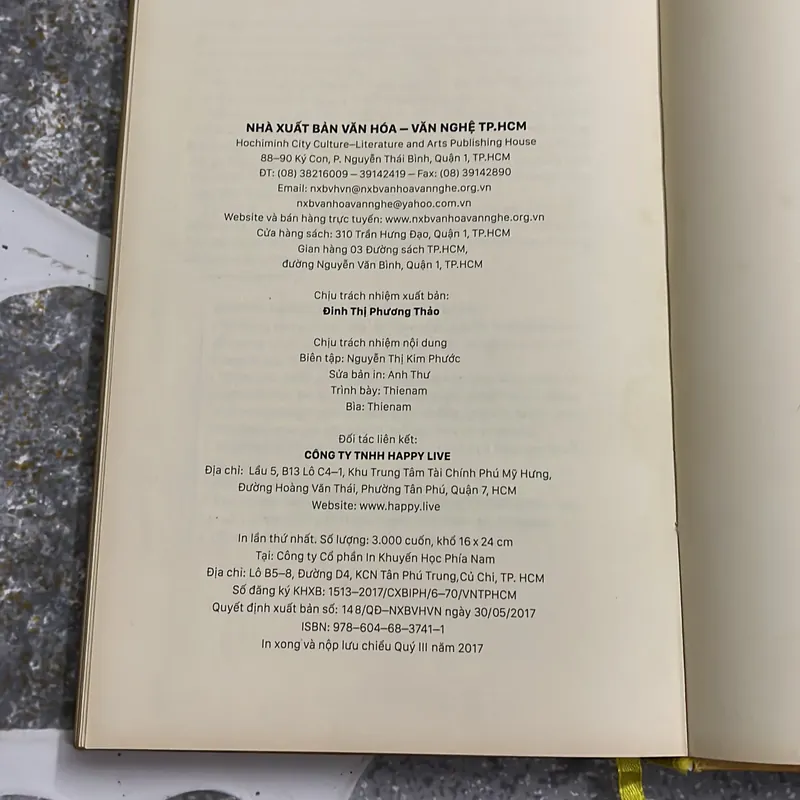 NHÀ XUẤT BẢN VĂN HÓA – VĂN NGHỆ TP.HCM
Hochiminh City Culture–Literature and Arts Publishing House
88–90 Ký Con, P. Nguyễn Thái Bình, Quận 1, TP.HCM
ĐT: (08) 38216009 – 39142419 – Fax: (08) 39142890
Email: nxbvhvn@nxbvanhoavannghe.org.vn
nxbvanhoavannghe@yahoo.com.vn
Website và bán hàng trực tuyến: www.nxbvanhoavannghe.org.vn
Cửa hàng sách: 310 Trần Hưng Đạo, Quận 1, TP.HCM
Gian hàng 03 Đường sách TP.HCM,
đường Nguyễn Văn Bình, Quận 1, TP.HCM
Chịu trách nhiệm xuất bản:
Đinh Thị Phương Thảo
Chịu trách nhiệm nội dung
Biên tập: Nguyễn Thị Kim Phước
Sửa bản in: Anh Thư
Trình bày: Thienam
Bìa: Thienam
Đối tác liên kết:
CÔNG TY TNHH HAPPY LIVE
Địa chỉ: Lầu 5, B13 Lô C4–1, Khu Trung Tâm Tài Chính Phú Mỹ Hưng,
Đường Hoàng Văn Thái, Phường Tân Phú, Quận 7, HCM
Website: www.happy.live
In lần thứ nhất. Số lượng: 3.000 cuốn, khổ 16 x 24 cm
Tại: Công ty Cổ phần In Khuyến Học Phía Nam
Địa chỉ: Lô B5–8, Đường D4, KCN Tân Phú Trung,Củ Chi, TP. HCM
Số đăng ký KHXB: 1513–2017/CXBIPH/6–70/VNTPHCM
Quyết định xuất bản số: 148/QĐ–NXBVHVN ngày 30/05/2017
ISBN: 978–604–68–3741–1
In xong và nộp lưu chiểu Quý III năm 2017